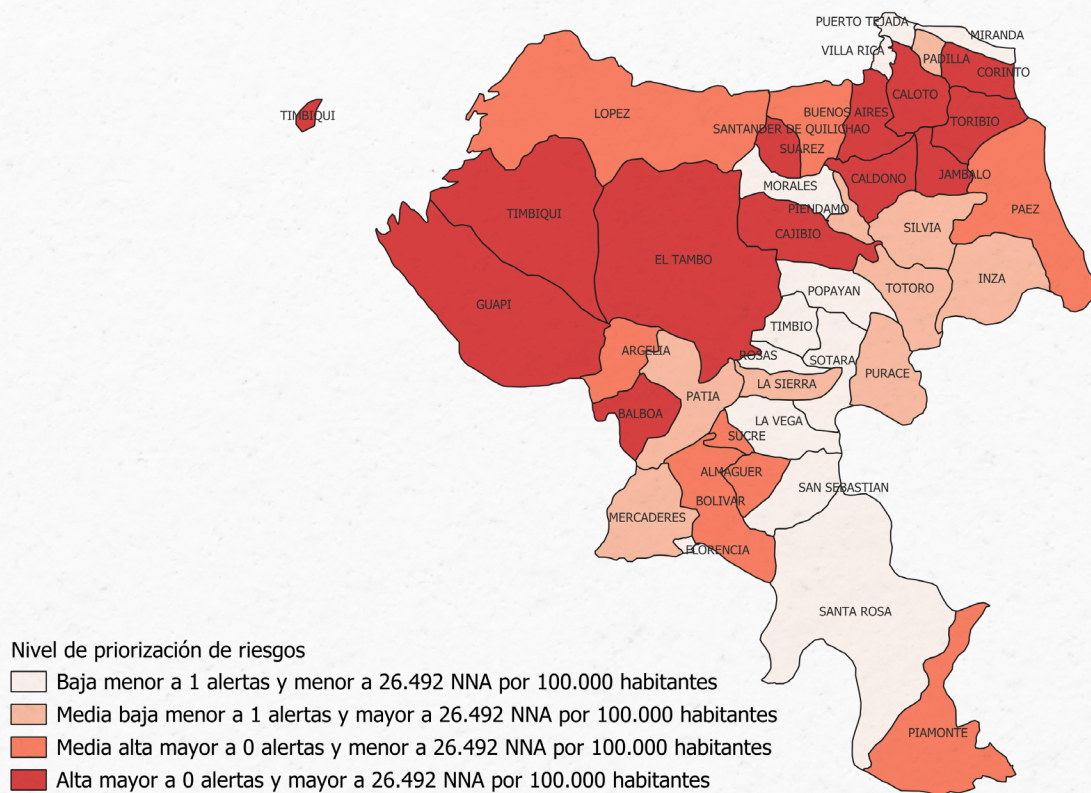 PUERTO TEJADA
MIRANDA
VILLA RICA
PADILLA
CORINTO
CALOTO
TIMBIQUI
LOPEZ
BUENOS AIRES
TORIBIO
SANTANDER DE QUILICHAO
SUAREZ
JAMBALO
CALDONO
MORALES
PIENDAMO
PAEZ
TIMBIQUI
SILVIA
CAJIBIO
EL TAMBO
INZA
TOTORO
POPAYAN
GUAPI
TIMBIO
ARGELIA
ROSAS
SOTARA
PURACE
LA SIERRA
PATIA
BALBOA
LA VEGA
SUCRE
ALMAGUER
SAN SEBASTIAN
BOLIVAR
MERCADERES
FLORENCIA
SANTA ROSA
PIAMONTE
Nivel de priorización de riesgos
Baja menor a 1 alertas y menor a 26.492 NNA por 100.000 habitantes
Media baja menor a 1 alertas y mayor a 26.492 NNA por 100.000 habitantes
Media alta mayor a 0 alertas y menor a 26.492 NNA por 100.000 habitantes
Alta mayor a 0 alertas y mayor a 26.492 NNA por 100.000 habitantes